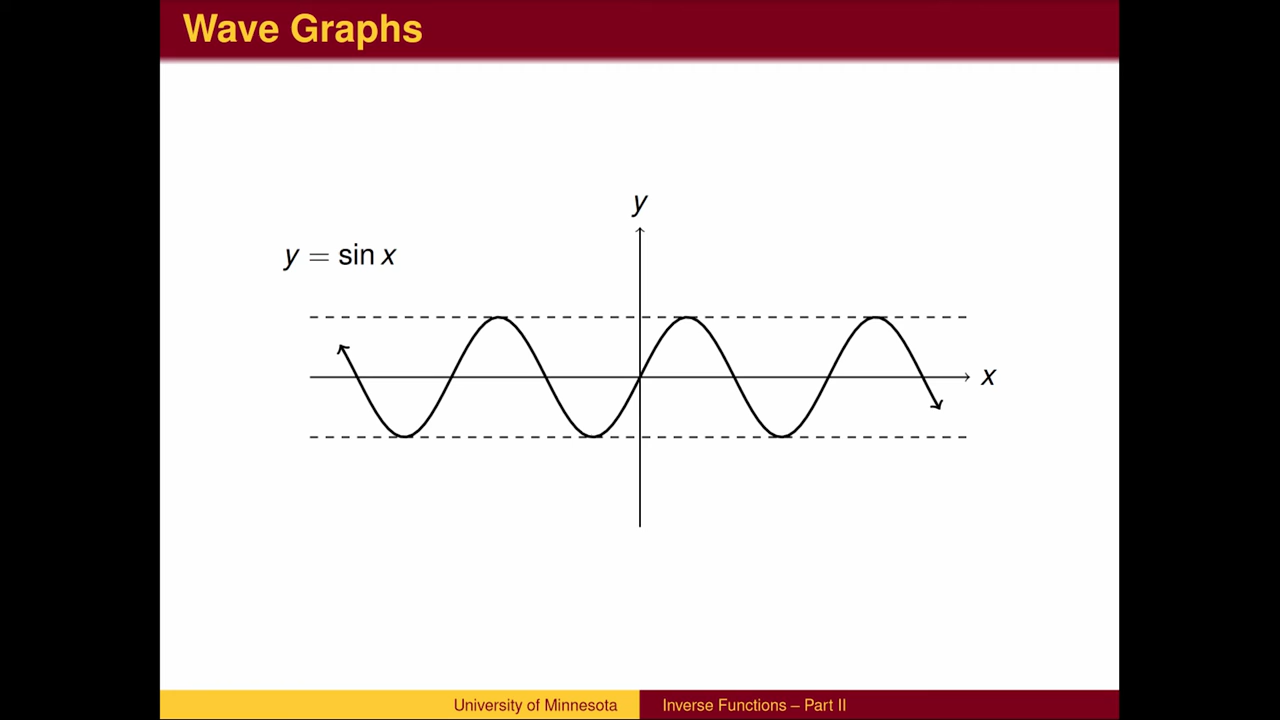 Wave Graphs
y
y = sin x
x
University of Minnesota
Inverse Functions – Part II